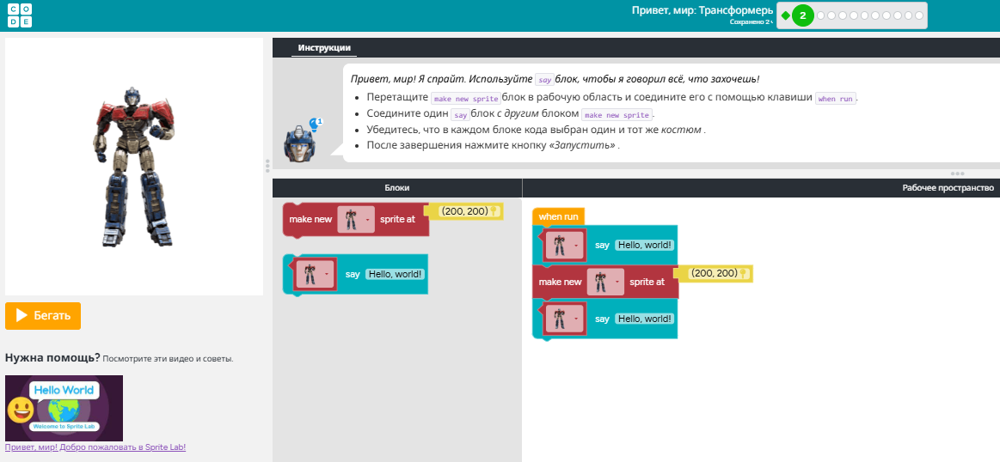 C O
D E
Привет, мир: Трансформерь
Сохранено 2 ч
2
Инструкции
Привет, мир! Я спрайт. Используйте say блок, чтобы я говорил всё, что захочешь!
• Перетащите make new sprite блок в рабочую область и соедините его с помощью клавиши when run.
• Соедините один say блок с другим блоком make new sprite.
• Убедитесь, что в каждом блоке кода выбран один и тот же костюм .
• После завершения нажмите кнопку «Запустить» .
1
Блоки
Рабочее пространство
make new sprite at (200, 200)
say Hello, world!
when run
say Hello, world!
make new sprite at (200, 200)
say Hello, world!
Бегать
Нужна помощь? Посмотрите эти видео и советы.
Hello World
Welcome to Sprite Lab
Привет, мир! Добро пожаловать в Sprite Lab!